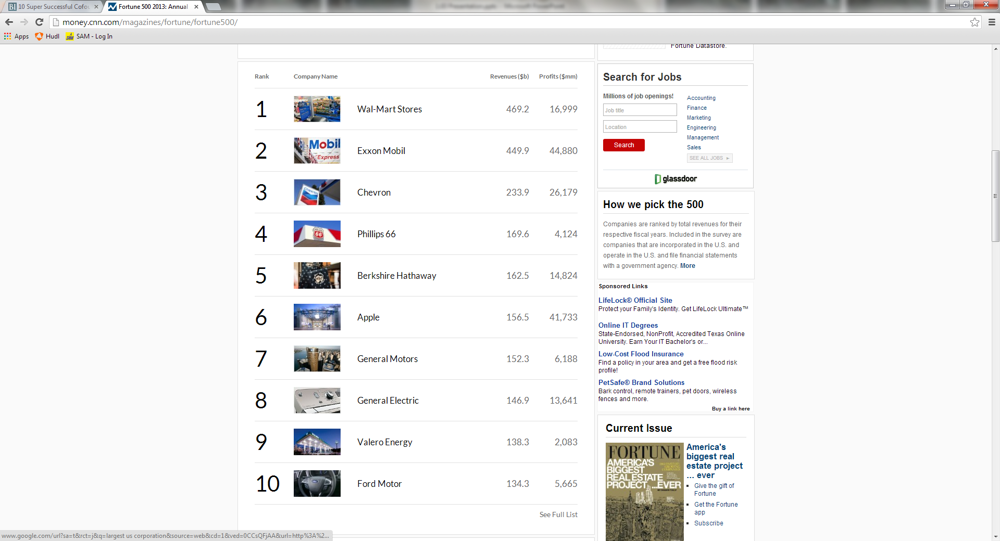 10 Super Successful Cofou
Fortune 500 2013: Annual
money.cnn.com/magazines/fortune/fortune500/
Apps
Hudl
SAM - Log In
Rank Company Name Revenues ($b) Profits ($mm)
1 Wal-Mart Stores 469.2 16,999
2 Exxon Mobil 449.9 44,880
Mobil
Express
3 Chevron 233.9 26,179
4 Phillips 66 169.6 4,124
66
5 Berkshire Hathaway 162.5 14,824
6 Apple 156.5 41,733
7 General Motors 152.3 6,188
8 General Electric 146.9 13,641
9 Valero Energy 138.3 2,083
10 Ford Motor 134.3 5,665
See Full List
Fortune Datastore.
Search for Jobs
Millions of job openings!
Job title
Location
Search
Accounting
Finance
Marketing
Engineering
Management
Sales
SEE ALL JOBS
glassdoor
How we pick the 500
Companies are ranked by total revenues for their
respective fiscal years. Included in the survey are
companies that are incorporated in the U.S. and
operate in the U.S. and file financial statements
with a government agency. More
Sponsored Links
LifeLock® Official Site
Protect your Family's Identity. Get LifeLock Ultimate™
Online IT Degrees
State-Endorsed, NonProfit, Accredited Texas Online
University. Earn Your IT Bachelor's or...
Low-Cost Flood Insurance
Find a policy in your area and get a free flood risk
profile!
PetSafe® Brand Solutions
Bark control, remote trainers, pet doors, wireless
fences and more.
Buy a link here
Current Issue
FORTUNE
AMERICA'S
BIGGEST
REAL ESTATE
PROJECT ...EVER
America's
biggest real
estate project
... ever
Give the gift of
Fortune
Get the Fortune
app
Subscribe
www.google.com/url?sa=t&rct=j&q=largest us corporation&source=web&cd=1&ved=0CCsQFjAA&url=http%3A%2...